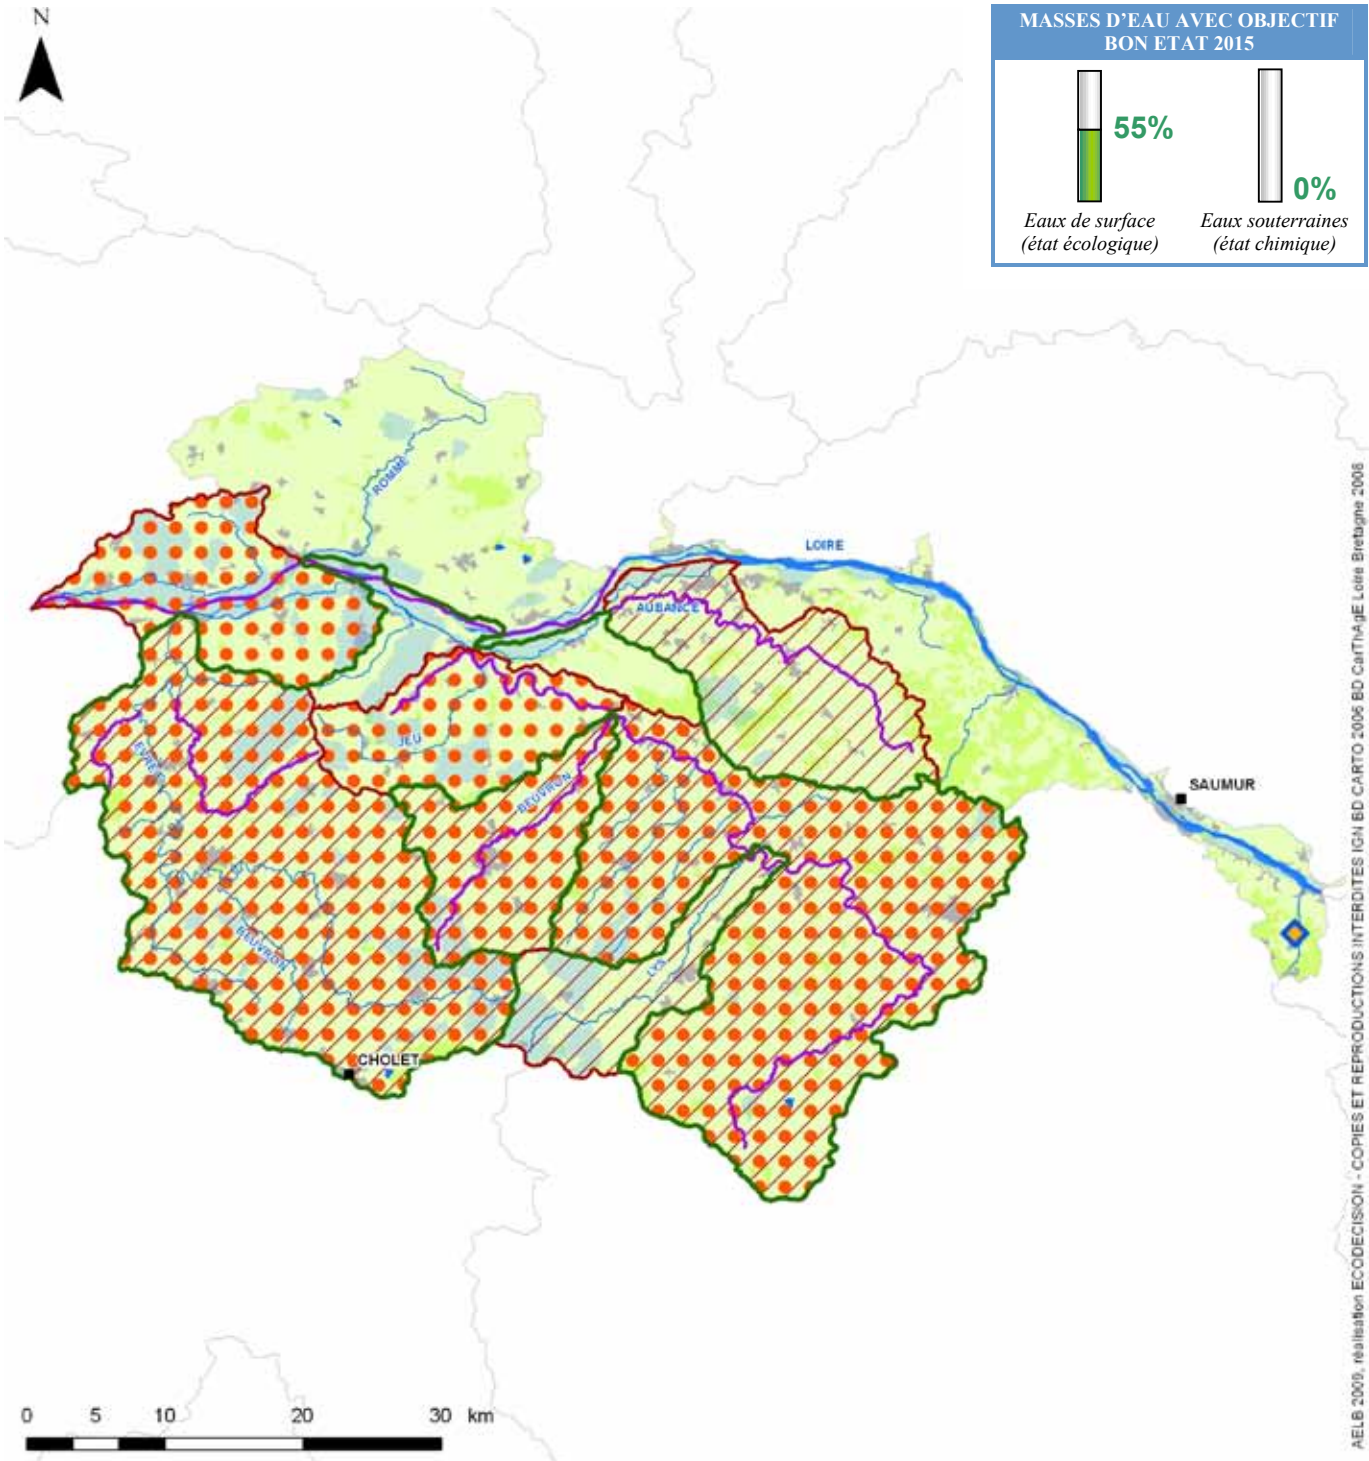 N
MASSES D'EAU AVEC OBJECTIF
BON ETAT 2015
55%
0%
Eaux de surface
(état écologique)
Eaux souterraines
(état chimique)
ROMME
LOIRE
AUBANCE
JEU
EVRE
BEUVRON
SAUMUR
BEUVRON
LYS
CHOLET
0 5 10 20 30 km
AELB 2009, réalisation ECODECISION - COPIES ET REPRODUCTIONS INTERDITES IGN BD CARTO 2006 BD CarThAgE Loire Bretagne 2008